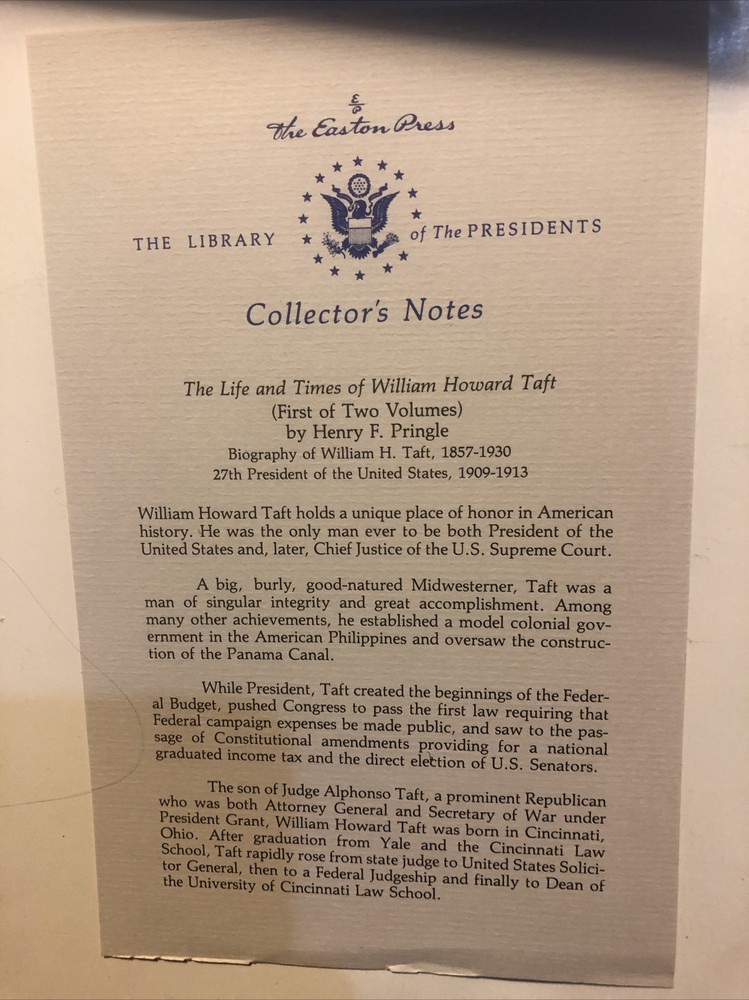 E
P
The Easton Press
THE LIBRARY of The PRESIDENTS
Collector's Notes
The Life and Times of William Howard Taft
(First of Two Volumes)
by Henry F. Pringle
Biography of William H. Taft, 1857-1930
27th President of the United States, 1909-1913
William Howard Taft holds a unique place of honor in American
history. He was the only man ever to be both President of the
United States and, later, Chief Justice of the U.S. Supreme Court.
A big, burly, good-natured Midwesterner, Taft was a
man of singular integrity and great accomplishment. Among
many other achievements, he established a model colonial gov-
ernment in the American Philippines and oversaw the construc-
tion of the Panama Canal.
While President, Taft created the beginnings of the Feder-
al Budget, pushed Congress to pass the first law requiring that
Federal campaign expenses be made public, and saw to the pas-
sage of Constitutional amendments providing for a national
graduated income tax and the direct election of U.S. Senators.
The son of Judge Alphonso Taft, a prominent Republican
who was both Attorney General and Secretary of War under
President Grant, William Howard Taft was born in Cincinnati,
Ohio. After graduation from Yale and the Cincinnati Law
School, Taft rapidly rose from state judge to United States Solici-
tor General, then to a Federal Judgeship and finally to Dean of
the University of Cincinnati Law School.